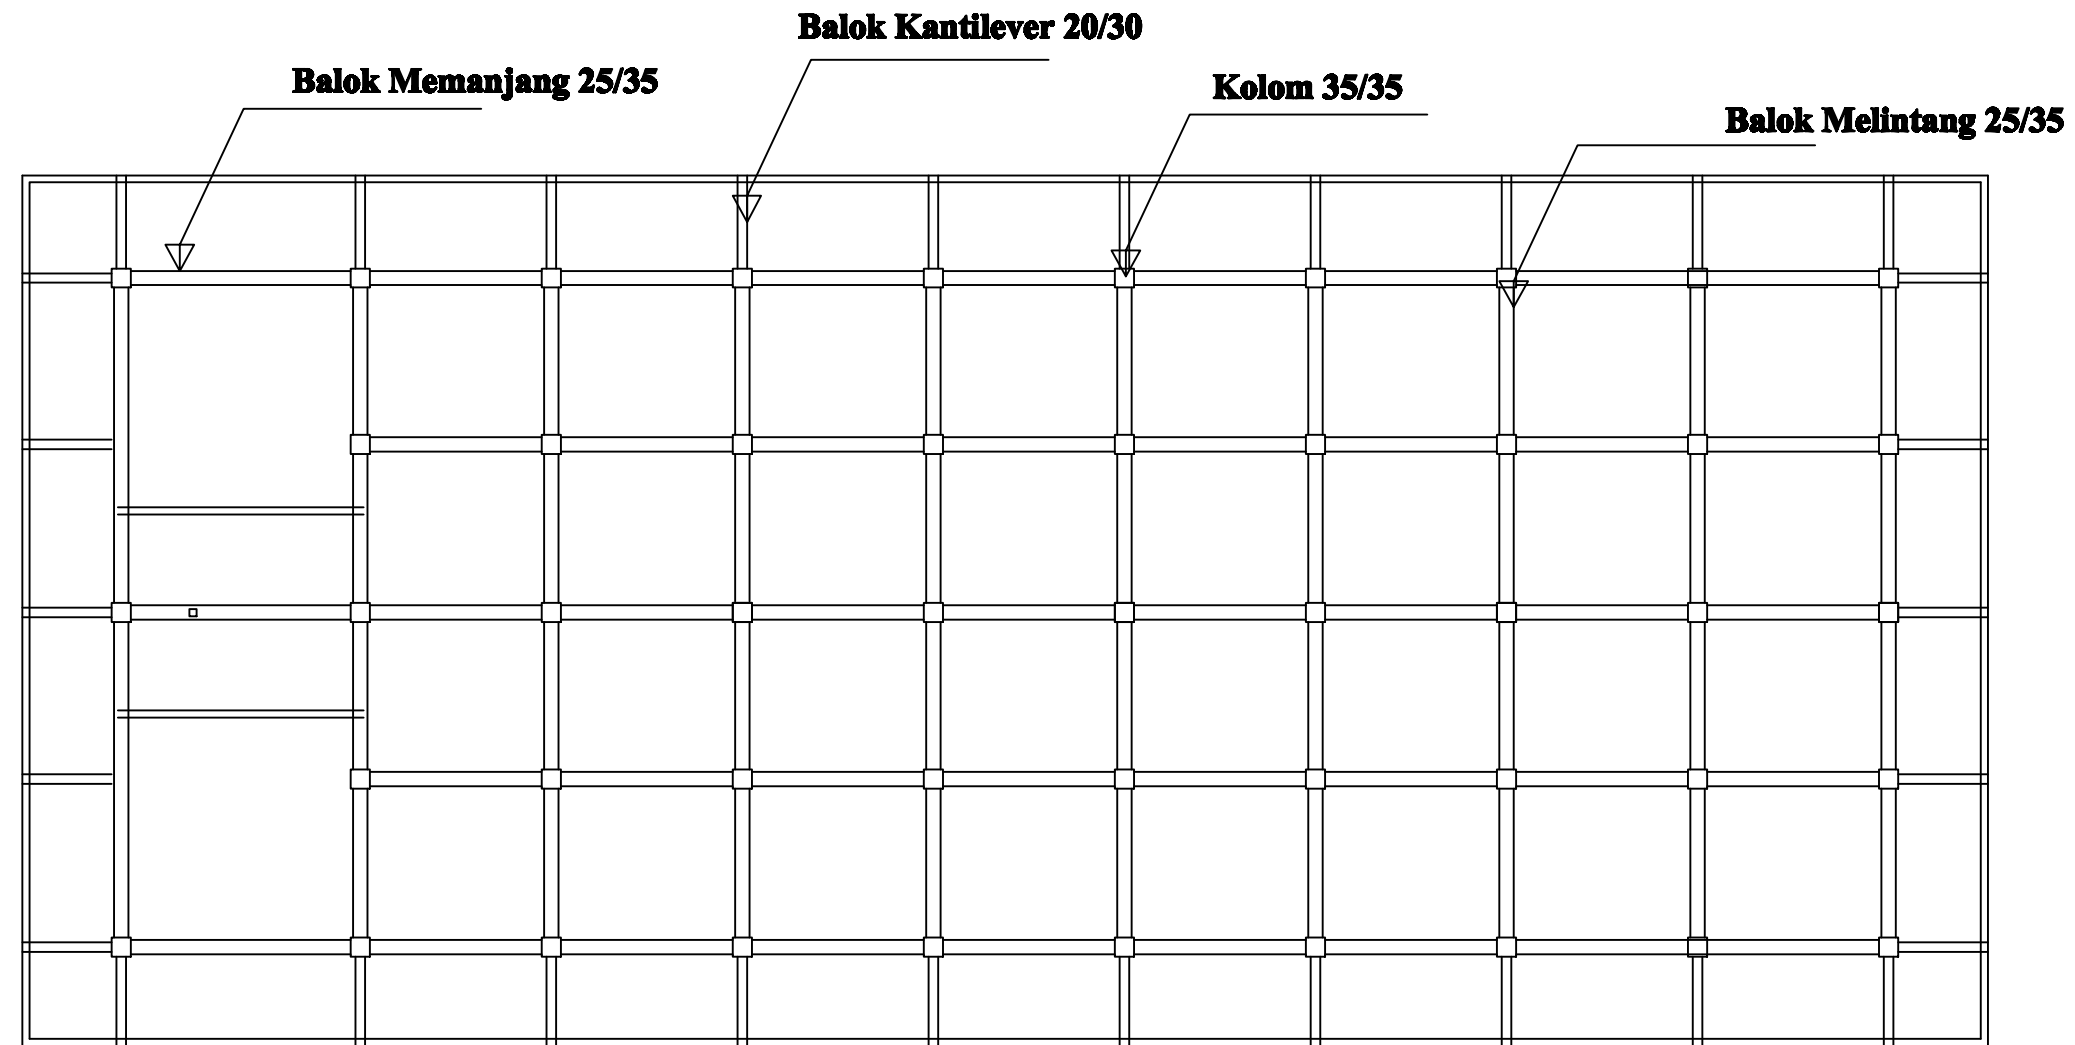 Balok Kantilever 20/30
Balok Memanjang 25/35
Kolom 35/35
Balok Melintang 25/35